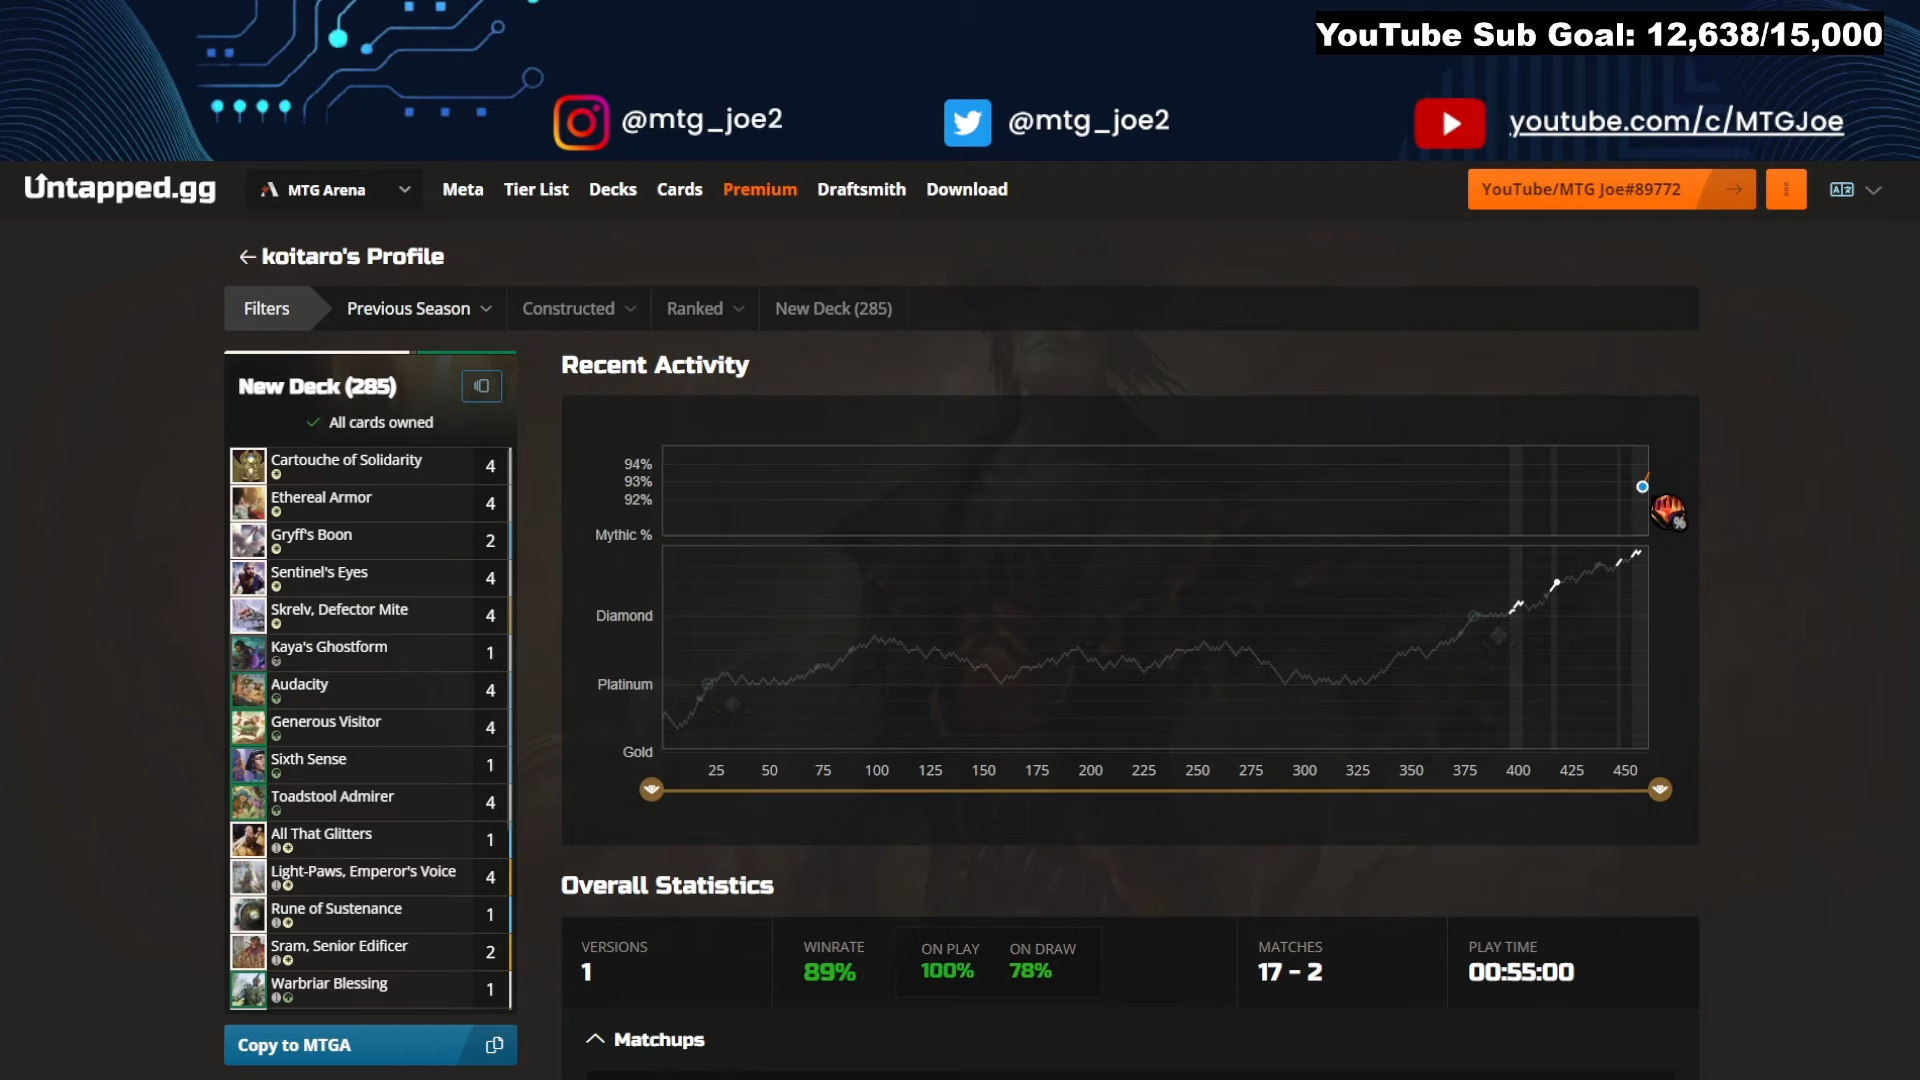 YouTube Sub Goal: 12,638/15,000
@mtg_joe2
@mtg_joe2
youtube.com/c/MTGJoe
Untapped.gg
MTG Arena
Meta
Tier List
Decks
Cards
Premium
Draftsmith
Download
YouTube/MTG Joe#89772
koitaro's Profile
Filters
Previous Season
Constructed
Ranked
New Deck (285)
New Deck (285)
All cards owned
Cartouche of Solidarity 4
Ethereal Armor 4
Gryff's Boon 2
Sentinel's Eyes 4
Skrelv, Defector Mite 4
Kaya's Ghostform 1
Audacity 4
Generous Visitor 4
Sixth Sense 1
Toadstool Admirer 4
All That Glitters 1
Light-Paws, Emperor's Voice 4
Rune of Sustenance 1
Sram, Senior Edificer 2
Warbriar Blessing 1
Copy to MTGA
Recent Activity
94%
93%
92%
Mythic %
%
Diamond
Platinum
Gold
25 50 75 100 125 150 175 200 225 250 275 300 325 350 375 400 425 450
Overall Statistics
VERSIONS
1
WINRATE
89%
ON PLAY
100%
ON DRAW
78%
MATCHES
17 - 2
PLAY TIME
00:55:00
Matchups